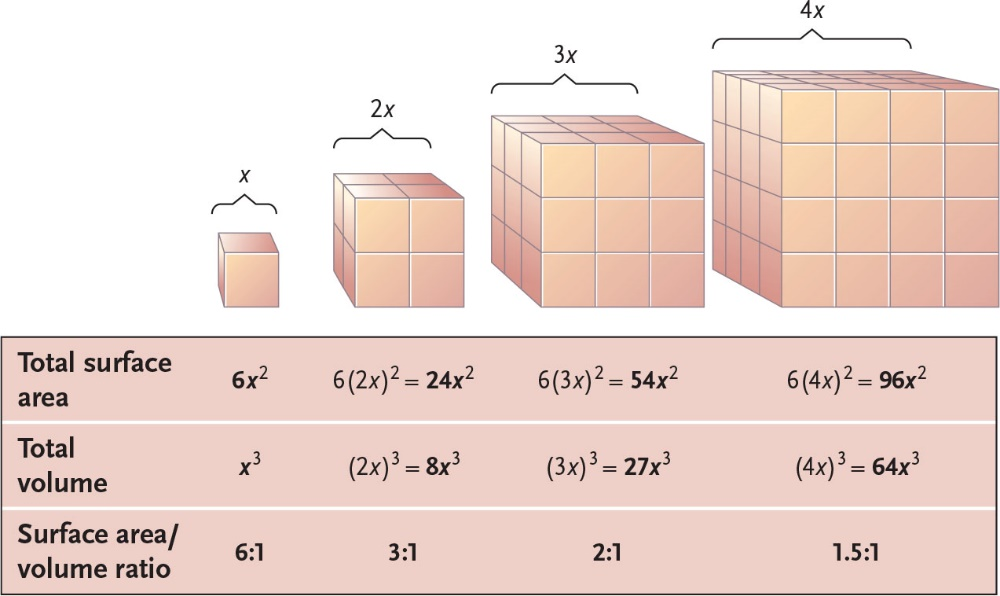 4x
3x
2x
x
Total surface
area
6x² 6(2x)² = 24x² 6(3x)² = 54x² 6(4x)² = 96x²
Total
volume
x³ (2x)³ = 8x³ (3x)³ = 27x³ (4x)³ = 64x³
Surface area/
volume ratio
6:1 3:1 2:1 1.5:1